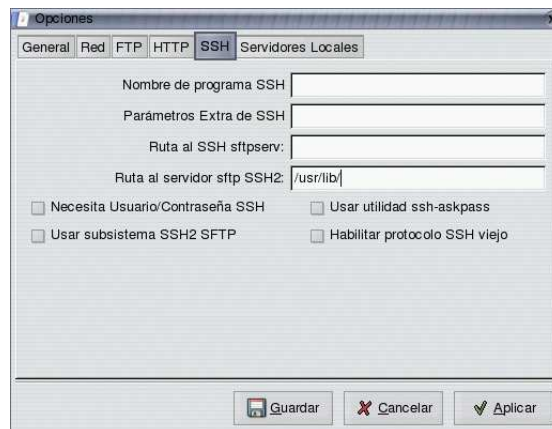 Opciones
General Red FTP HTTP SSH Servidores Locales
Nombre de programa SSH
Parámetros Extra de SSH
Ruta al SSH sftpserv:
Ruta al servidor sftp SSH2: /usr/lib/
Necesita Usuario/Contraseña SSH Usar utilidad ssh-askpass
Usar subsistema SSH2 SFTP Habilitar protocolo SSH viejo
Guardar Cancelar Aplicar